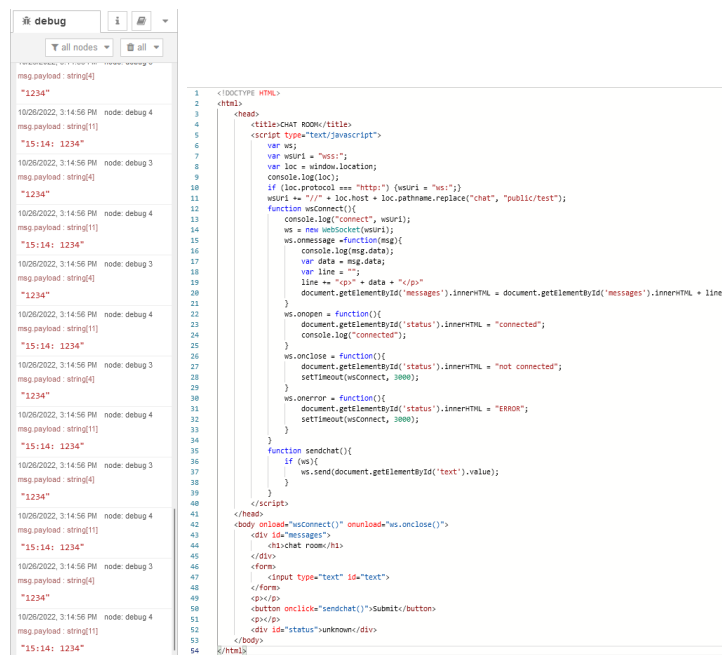 debug
i
all nodes
all
msg.payload : string[4]
"1234"
10/26/2022, 3:14:56 PM node: debug 4
msg.payload : string[11]
"15:14: 1234"
10/26/2022, 3:14:56 PM node: debug 3
msg.payload : string[4]
"1234"
10/26/2022, 3:14:56 PM node: debug 4
msg.payload : string[11]
"15:14: 1234"
10/26/2022, 3:14:56 PM node: debug 3
msg.payload : string[4]
"1234"
10/26/2022, 3:14:56 PM node: debug 4
msg.payload : string[11]
"15:14: 1234"
10/26/2022, 3:14:56 PM node: debug 3
msg.payload : string[4]
"1234"
10/26/2022, 3:14:56 PM node: debug 4
msg.payload : string[11]
"15:14: 1234"
10/26/2022, 3:14:56 PM node: debug 3
msg.payload : string[4]
"1234"
10/26/2022, 3:14:56 PM node: debug 4
msg.payload : string[11]
"15:14: 1234"
10/26/2022, 3:14:56 PM node: debug 3
msg.payload : string[4]
"1234"
10/26/2022, 3:14:56 PM node: debug 4
msg.payload : string[11]
"15:14: 1234"
1 <!DOCTYPE HTML>
2 <html>
3 <head>
4 <title>CHAT ROOM</title>
5 <script type="text/javascript">
6 var ws;
7 var wsUri = "wss:";
8 var loc = window.location;
9 console.log(loc);
10 if (loc.protocol === "http:") {wsUri = "ws:";}
11 wsUri += "//" + loc.host + loc.pathname.replace("chat", "public/test");
12 function wsConnect(){
13 console.log("connect", wsUri);
14 ws = new WebSocket(wsUri);
15 ws.onmessage =function(msg){
16 console.log(msg.data);
17 var data = msg.data;
18 var line = "";
19 line += "<p>" + data + "</p>"
20 document.getElementById('messages').innerHTML = document.getElementById('messages').innerHTML + line
21 }
22 ws.onopen = function(){
23 document.getElementById('status').innerHTML = "connected";
24 console.log("connected");
25 }
26 ws.onclose = function(){
27 document.getElementById('status').innerHTML = "not connected";
28 setTimeout(wsConnect, 3000);
29 }
30 ws.onerror = function(){
31 document.getElementById('status').innerHTML = "ERROR";
32 setTimeout(wsConnect, 3000);
33 }
34 }
35 function sendchat(){
36 if (ws){
37 ws.send(document.getElementById('text').value);
38 }
39 }
40 </script>
41 </head>
42 <body onload="wsConnect()" onunload="ws.onclose()">
43 <div id="messages">
44 <h1>chat room</h1>
45 </div>
46 <form>
47 <input type="text" id="text">
48 </form>
49 <p></p>
50 <button onclick="sendchat()">Submit</button>
51 <p></p>
52 <div id="status">unknown</div>
53 </body>
54 </html>